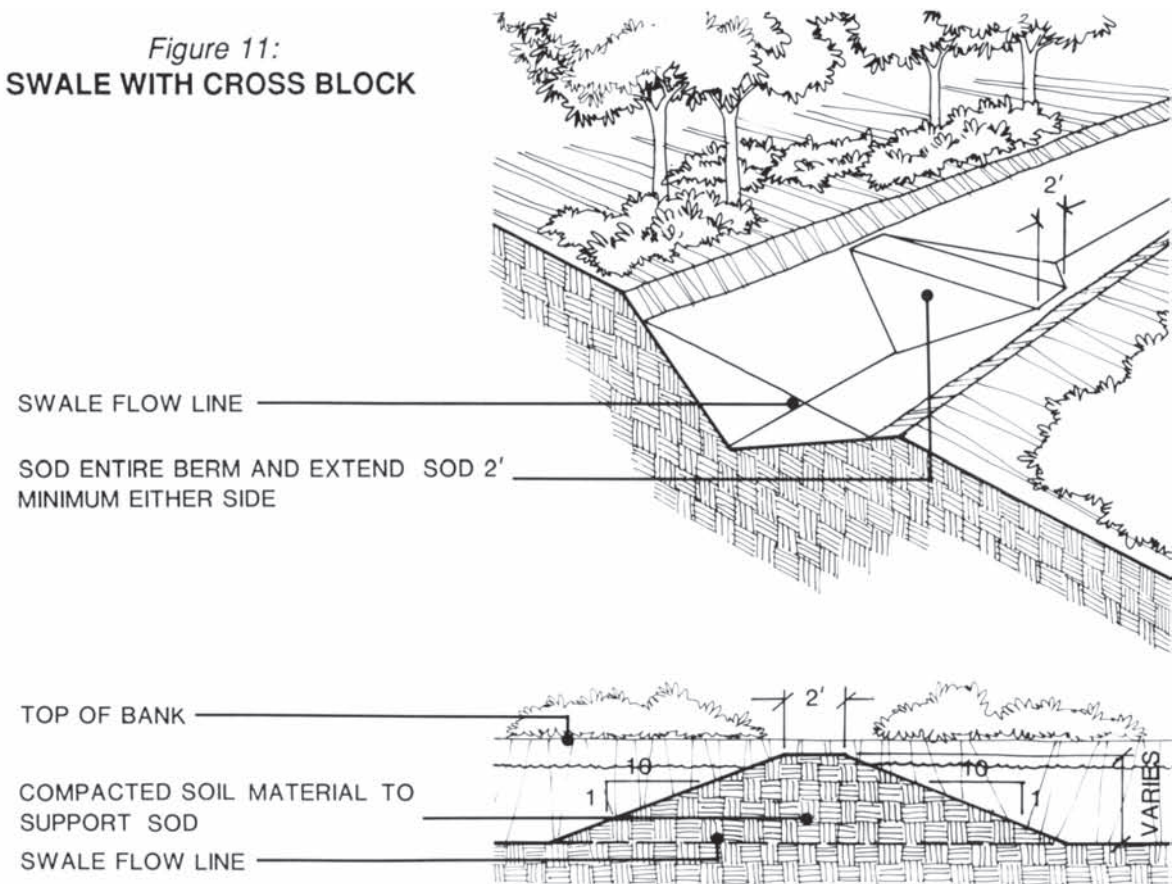 Figure 11:
SWALE WITH CROSS BLOCK
2'
SWALE FLOW LINE
SOD ENTIRE BERM AND EXTEND SOD 2'
MINIMUM EITHER SIDE
TOP OF BANK
2'
10
1
10
1
VARIES
COMPACTED SOIL MATERIAL TO
SUPPORT SOD
SWALE FLOW LINE